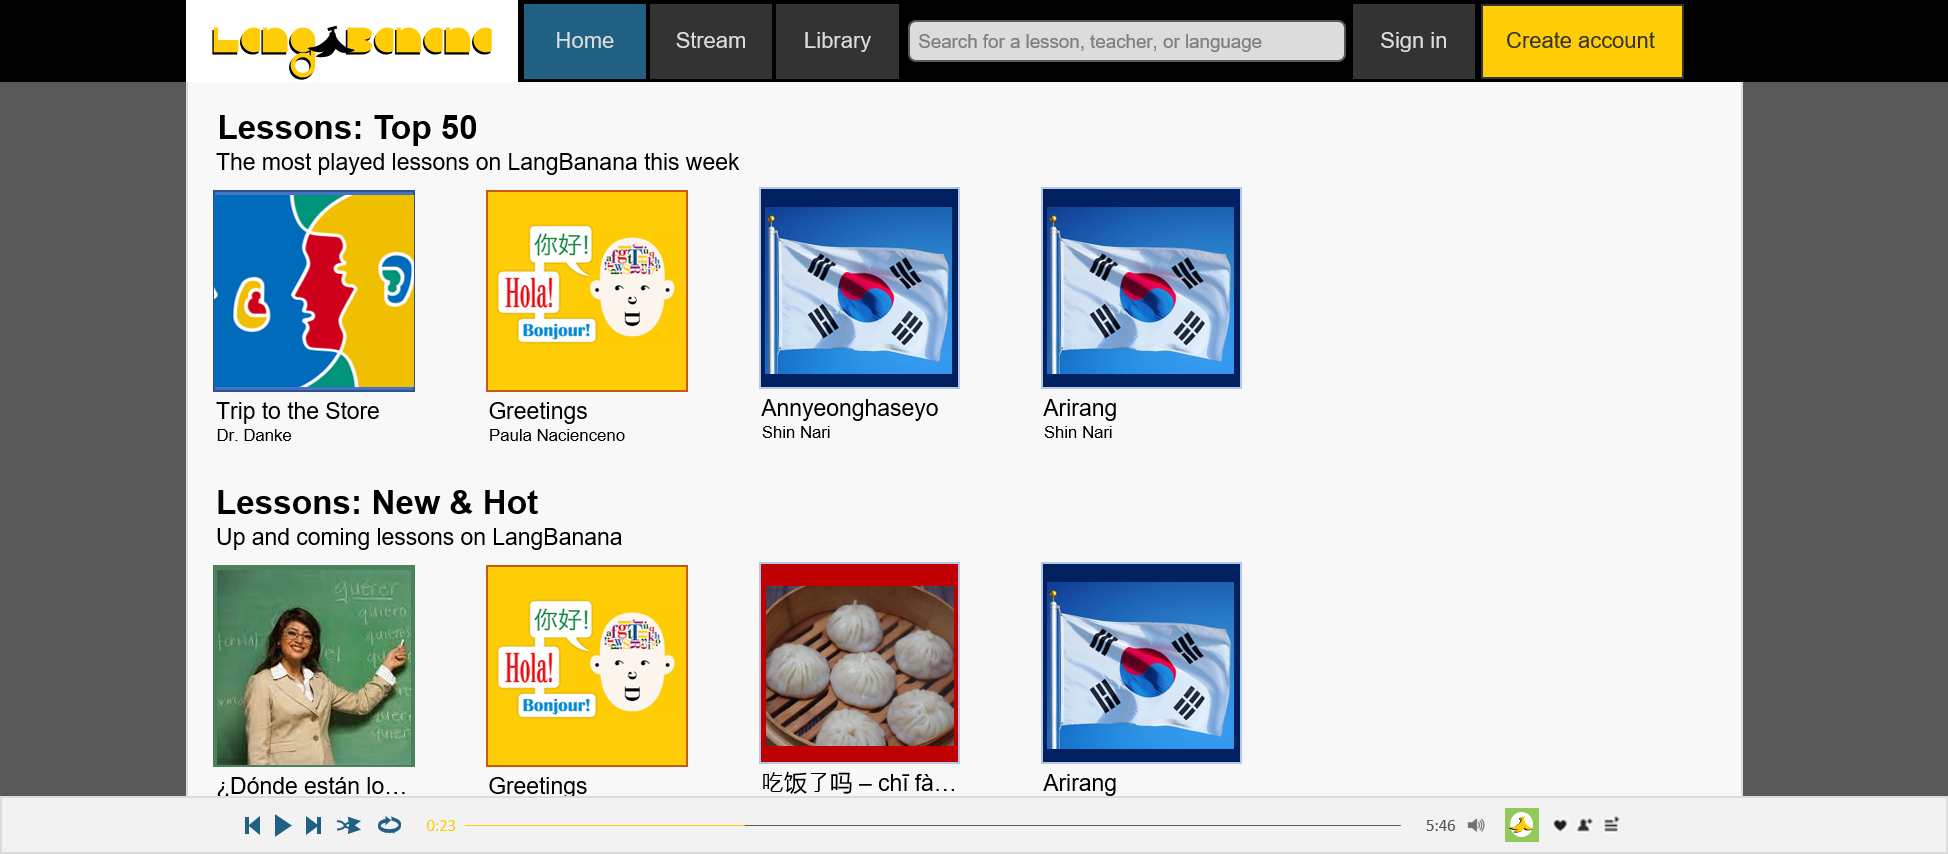 LangBanana
Home
Stream
Library
Search for a lesson, teacher, or language
Sign in
Create account
Lessons: Top 50
The most played lessons on LangBanana this week
你好!
Hola!
Bonjour!
Trip to the Store
Dr. Danke
Greetings
Paula Nacienceno
Annyeonghaseyo
Shin Nari
Arirang
Shin Nari
Lessons: New & Hot
Up and coming lessons on LangBanana
querer
quiero
quieres
你好!
Hola!
Bonjour!
¿Dónde están lo…
Greetings
吃饭了吗 – chī fà…
Arirang
0:23
5:46